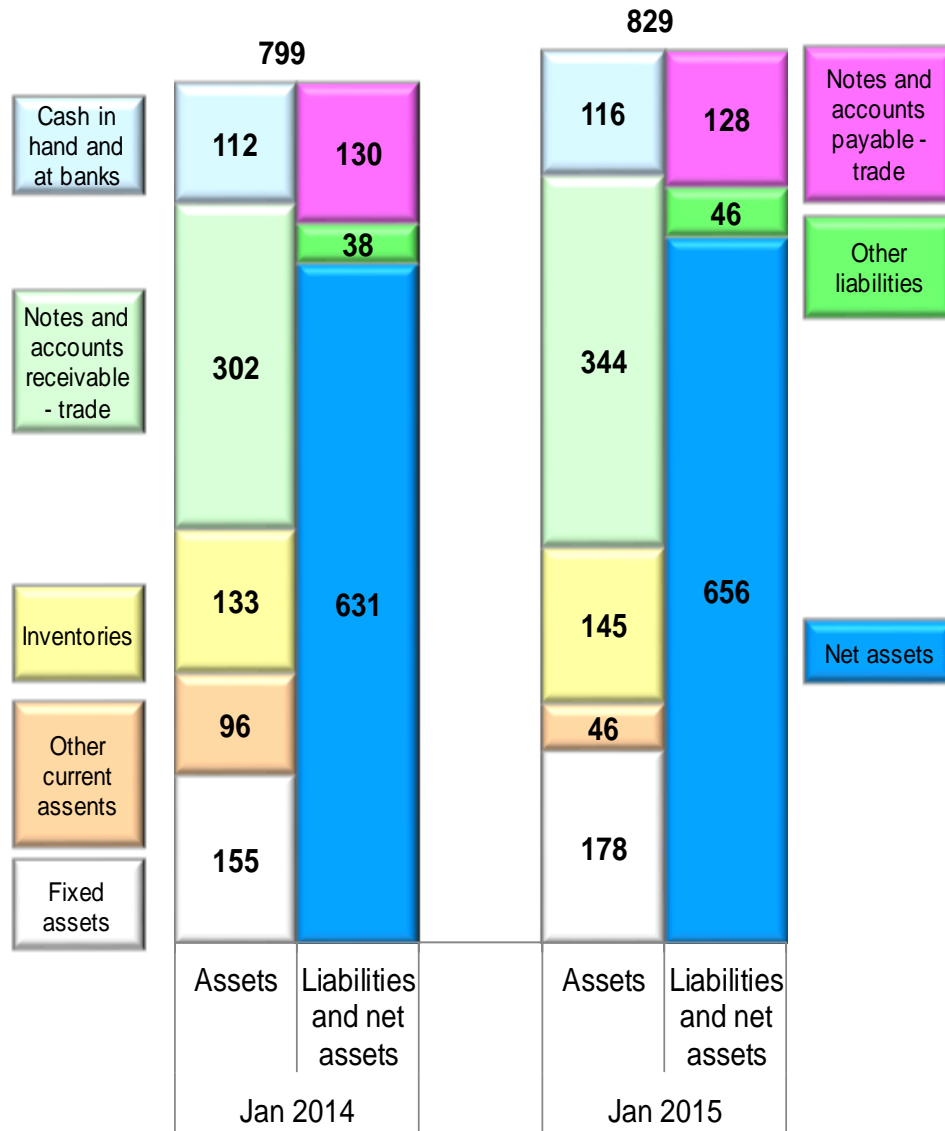 799
829
Cash in
hand and
at banks
Notes and
accounts
receivable
- trade
Inventories
Other
current
assents
Fixed
assets
112
302
133
96
155
130
38
631
116
344
145
46
178
128
46
656
Notes and
accounts
payable -
trade
Other
liabilities
Net assets
Assets
Liabilities
and net
assets
Assets
Liabilities
and net
assets
Jan 2014
Jan 2015